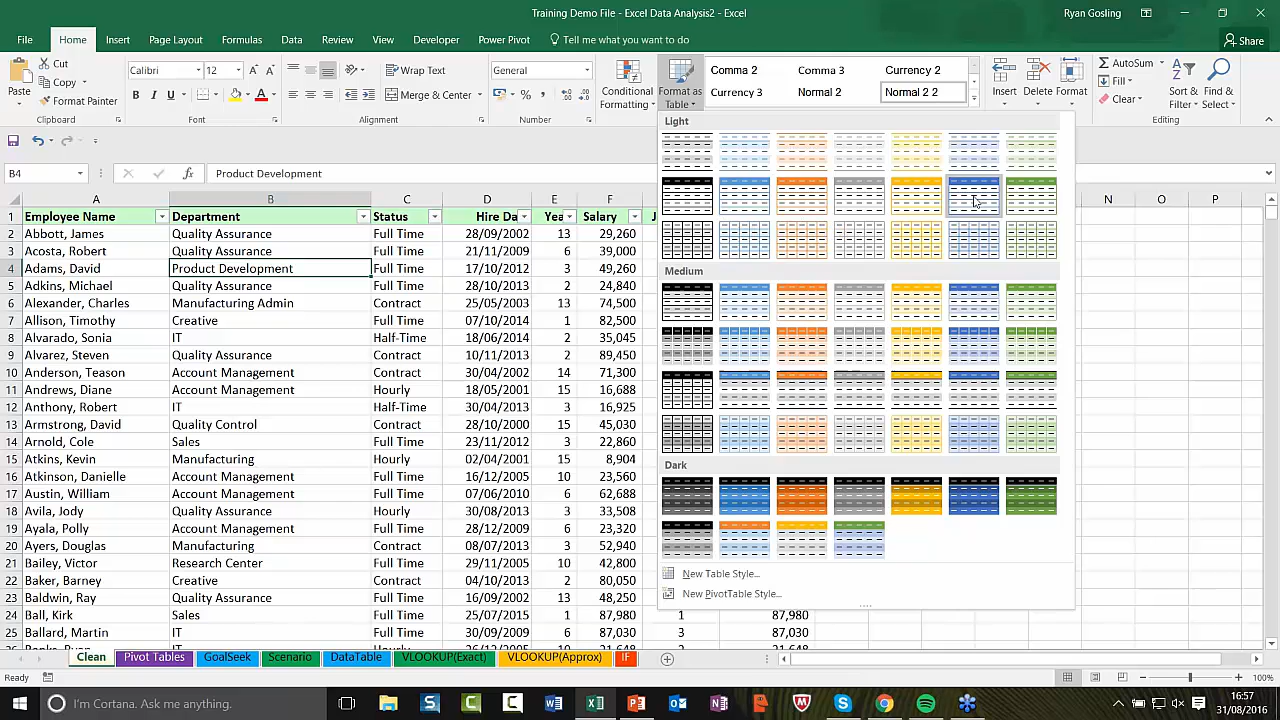 Training Demo File - Excel Data Analysis2 - Excel
Ryan Gosling
File Home Insert Page Layout Formulas Data Review View Developer Power Pivot Tell me what you want to do Share
Paste
Cut
Copy
Format Painter
Clipboard
Calibri 12
B I U A
Font
Wrap Text
Merge & Center
Alignment
General
%
Number
Conditional Formatting
Format as Table
Comma 2 Comma 3 Currency 2
Currency 3 Normal 2 Normal 2 2
Insert Delete Format
AutoSum
Fill
Clear
Sort & Filter
Find & Select
Editing
B4 fx Product Development
A B C D E F N O P
1 Employee Name Department Status Hire Da Yea Salary J
2 Abbott, James Quality Assurance Full Time 28/09/2002 13 29,260
3 Acosta, Robert Quality Assurance Full Time 21/11/2009 6 39,000
4 Adams, David Product Development Full Time 17/10/2012 3 49,260
5 Adkins, Michael Quality Assurance Full Time 28/10/2013 2 24,840
6 Alexander, Charles Manufacturing Admin Contract 25/05/2003 13 74,500
7 Allison, Timothy Creative Full Time 07/10/2014 1 82,500
8 Alvarado, Sonia IT Half-Time 18/06/2014 2 35,045
9 Alvarez, Steven Quality Assurance Contract 10/11/2013 2 89,450
10 Anderson, Teason Account Management Contract 30/04/2002 14 71,300
11 Andrews, Diane Account Management Hourly 18/05/2001 15 16,688
12 Anthony, Robert IT Half-Time 30/04/2013 3 16,925
13 Armstrong, David Quality Control Full Time 28/10/2000 15 45,030
14 Arnold, Cole Sales Full Time 23/11/2012 3 22,860
15 Atkins, Kevin Manufacturing Hourly 02/04/2001 15 8,904
16 Atkinson, Danielle Account Management Full Time 16/12/2005 10 23,560
17 Austin, William Account Management Full Time 07/06/2010 6 62,688
18 Avila, Jody Quality Assurance Full Time 30/08/2013 3 33,508
19 Ayala, Polly Account Management Full Time 28/12/2009 6 23,320
20 Ayers, Douglas Manufacturing Contract 08/07/2013 3 52,940
21 Bailey, Victor Research Center Full Time 29/11/2005 10 42,800
22 Baker, Barney Creative Contract 04/10/2013 2 80,050
23 Baldwin, Ray Quality Assurance Full Time 16/09/2002 13 48,250
24 Ball, Kirk Sales Full Time 25/07/2015 1 87,980 1 87,980
25 Ballard, Martin IT Full Time 30/09/2009 6 87,030 3 87,030
Light
Medium
Dark
New Table Style...
New PivotTable Style...
Clean Pivot Tables GoalSeek Scenario DataTable VLOOKUP(Exact) VLOOKUP(Approx) IF
Ready
100%
I'm Cortana. Ask me anything.
16:57
31/08/2016